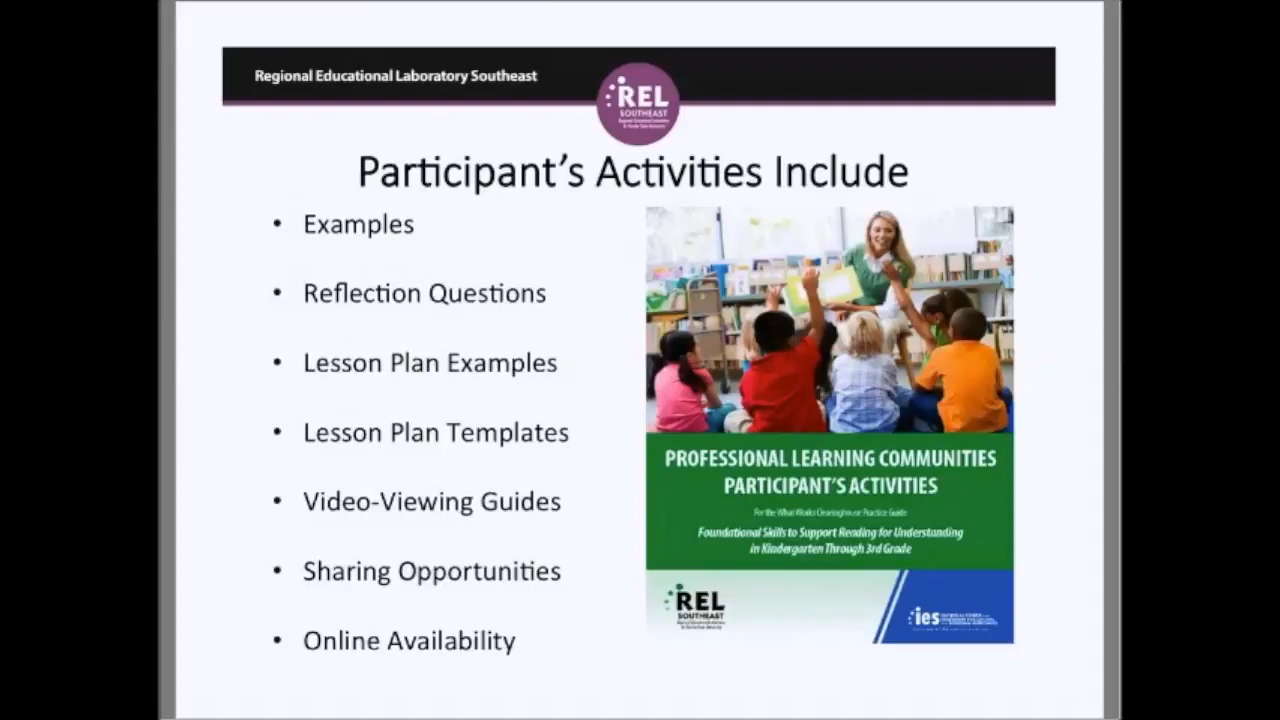 Regional Educational Laboratory Southeast
REL
SOUTHEAST
Participant's Activities Include
• Examples
• Reflection Questions
• Lesson Plan Examples
• Lesson Plan Templates
• Video-Viewing Guides
• Sharing Opportunities
• Online Availability
PROFESSIONAL LEARNING COMMUNITIES
PARTICIPANT'S ACTIVITIES
For the What Works Clearinghouse Practice Guide
Foundational Skills to Support Reading for Understanding
in Kindergarten Through 3rd Grade
REL
SOUTHEAST
ies